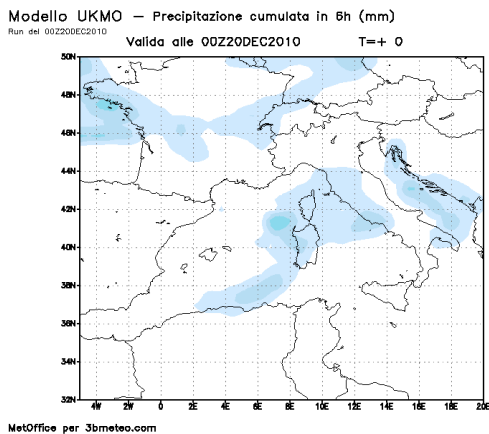 Modello UKMO — Precipitazione cumulata in 6h (mm)
Run del 00Z20DEC2010
Valida alle 00Z20DEC2010 T=+ 0
50N
48N
46N
44N
42N
40N
38N
36N
34N
32N
4W 2W 0 2E 4E 6E 8E 10E 12E 14E 16E 18E 20E
MetOffice per 3bmeteo.com